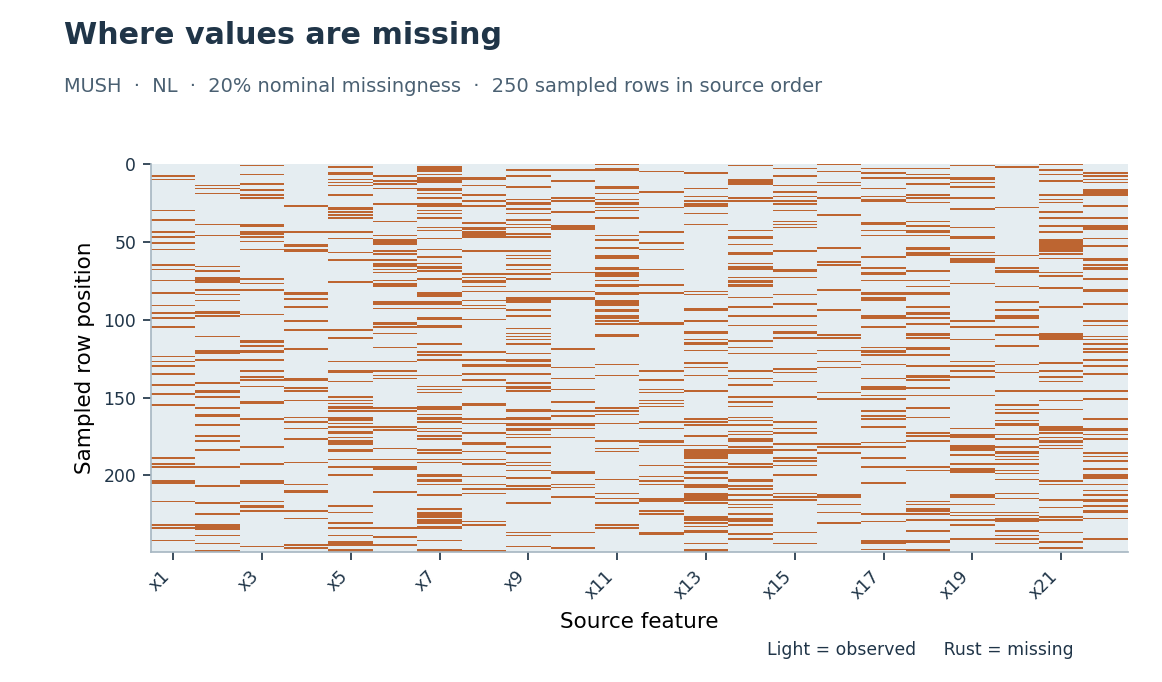 Where values are missing
MUSH · NL · 20% nominal missingness · 250 sampled rows in source order
0
50
100
150
200
Sampled row position
x1 x3 x5 x7 x9 x11 x13 x15 x17 x19 x21
Source feature
Light = observed Rust = missing